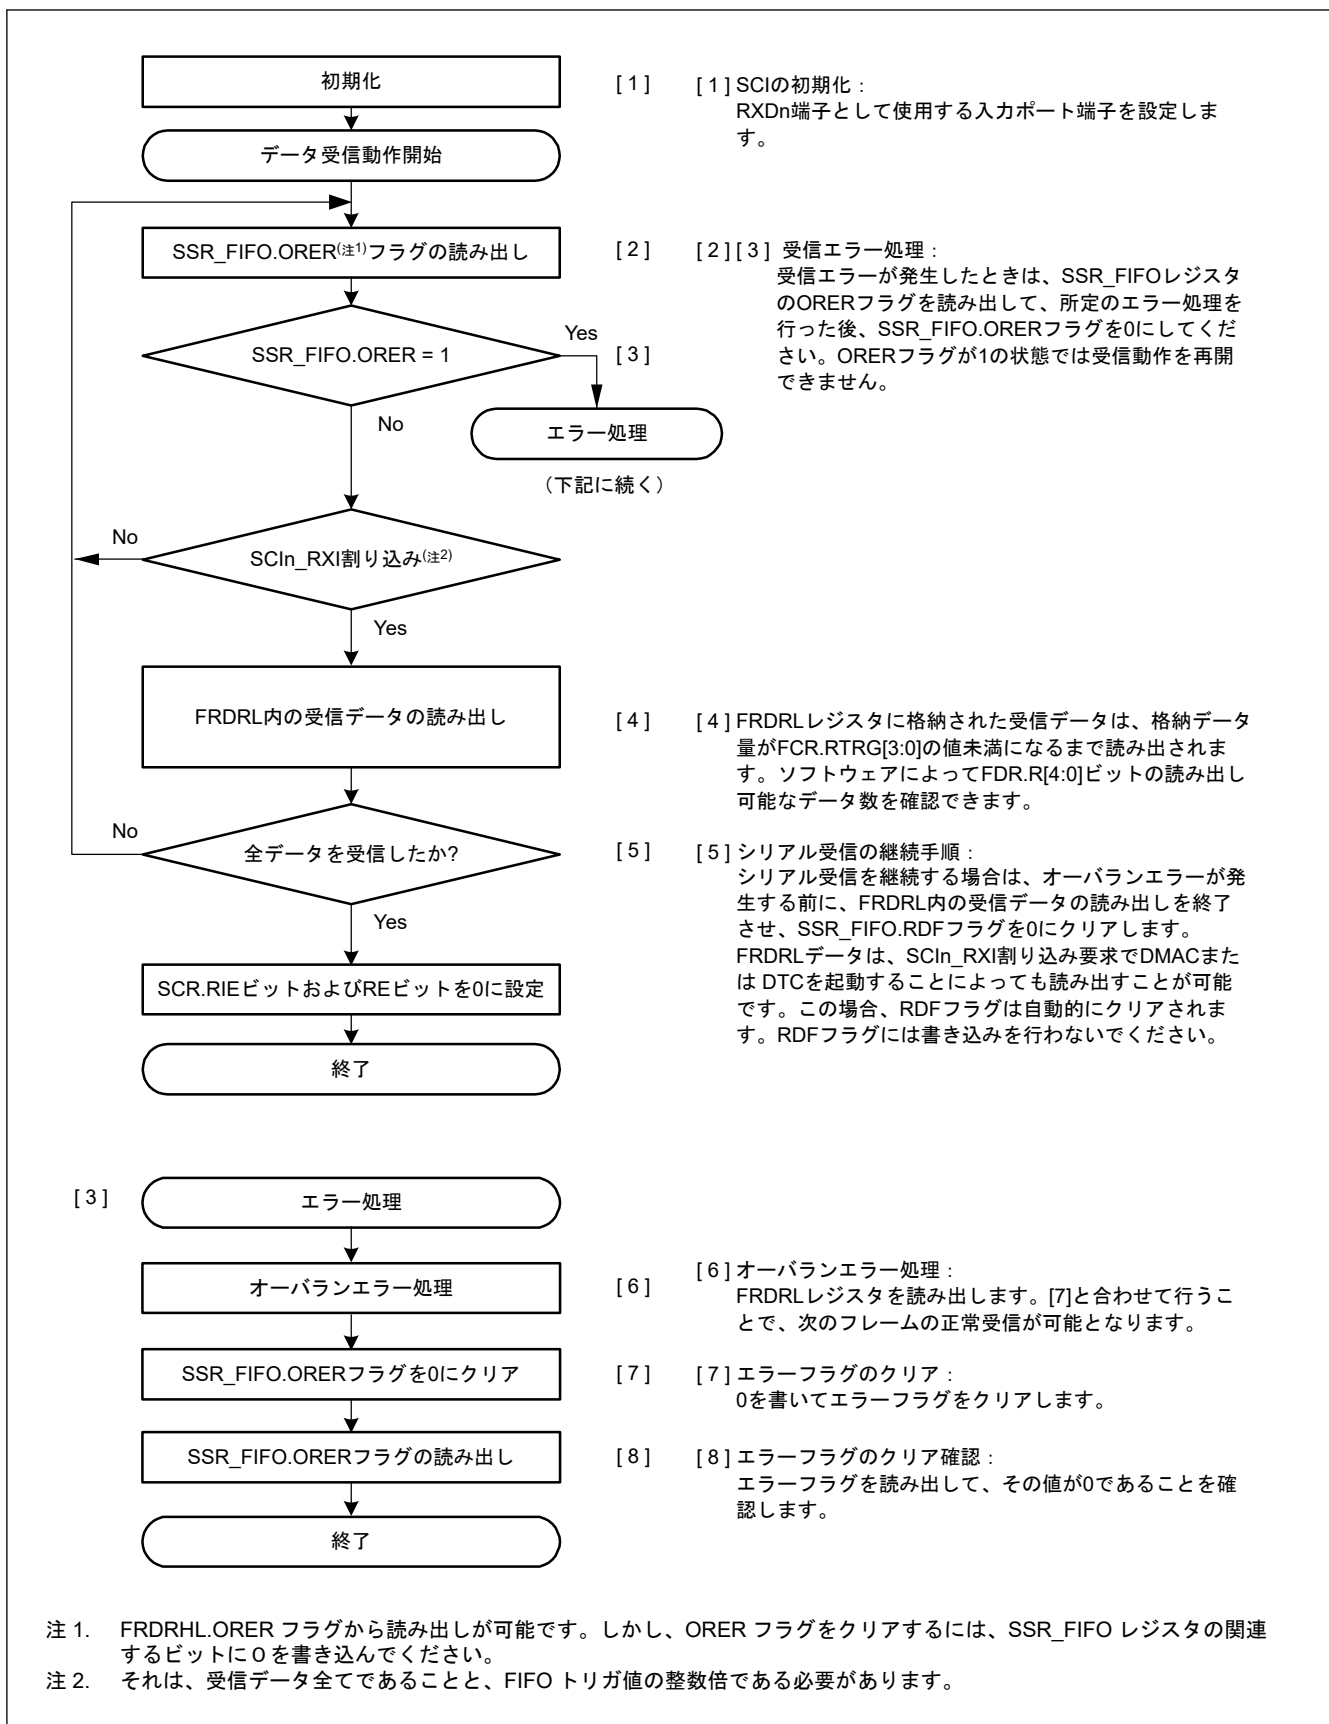 初期化
[ 1 ]
[ 1 ] SCIの初期化：
RXDn端子として使用する入力ポート端子を設定しま
す。
データ受信動作開始
SSR_FIFO.ORER(注1)フラグの読み出し
[ 2 ]
[ 2 ] [ 3 ] 受信エラー処理：
受信エラーが発生したときは、SSR_FIFOレジスタ
のORERフラグを読み出して、所定のエラー処理を
行った後、SSR_FIFO.ORERフラグを0にしてくだ
さい。ORERフラグが1の状態では受信動作を再開
できません。
SSR_FIFO.ORER = 1
Yes
[ 3 ]
No
エラー処理
（下記に続く）
No
SCIn_RXI割り込み(注2)
Yes
FRDRL内の受信データの読み出し
[ 4 ]
[ 4 ] FRDRLレジスタに格納された受信データは、格納データ
量がFCR.RTRG[3:0]の値未満になるまで読み出されま
す。ソフトウェアによってFDR.R[4:0]ビットの読み出し
可能なデータ数を確認できます。
No
全データを受信したか?
[ 5 ]
[ 5 ] シリアル受信の継続手順：
シリアル受信を継続する場合は、オーバランエラーが発
生する前に、FRDRL内の受信データの読み出しを終了
させ、SSR_FIFO.RDFフラグを0にクリアします。
FRDRLデータは、SCIn_RXI割り込み要求でDMACまた
は DTCを起動することによっても読み出すことが可能
です。この場合、RDFフラグは自動的にクリアされま
す。RDFフラグには書き込みを行わないでください。
Yes
SCR.RIEビットおよびREビットを0に設定
終了
[ 3 ]
エラー処理
オーバランエラー処理
[ 6 ]
[ 6 ] オーバランエラー処理：
FRDRLレジスタを読み出します。[7]と合わせて行うこ
とで、次のフレームの正常受信が可能となります。
SSR_FIFO.ORERフラグを0にクリア
[ 7 ]
[ 7 ] エラーフラグのクリア：
0を書いてエラーフラグをクリアします。
SSR_FIFO.ORERフラグの読み出し
[ 8 ]
[ 8 ] エラーフラグのクリア確認：
エラーフラグを読み出して、その値が0であることを確
認します。
終了
注 1. FRDRHL.ORER フラグから読み出しが可能です。しかし、ORER フラグをクリアするには、SSR_FIFO レジスタの関連
するビットに 0 を書き込んでください。
注 2. それは、受信データ全てであることと、FIFO トリガ値の整数倍である必要があります。